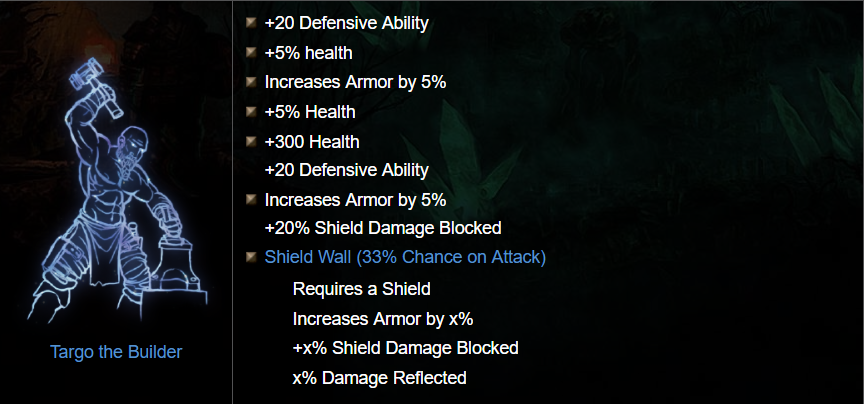 +20 Defensive Ability
+5% health
Increases Armor by 5%
+5% Health
+300 Health
+20 Defensive Ability
Increases Armor by 5%
+20% Shield Damage Blocked
Shield Wall (33% Chance on Attack)
Requires a Shield
Increases Armor by x%
+x% Shield Damage Blocked
x% Damage Reflected
Targo the Builder